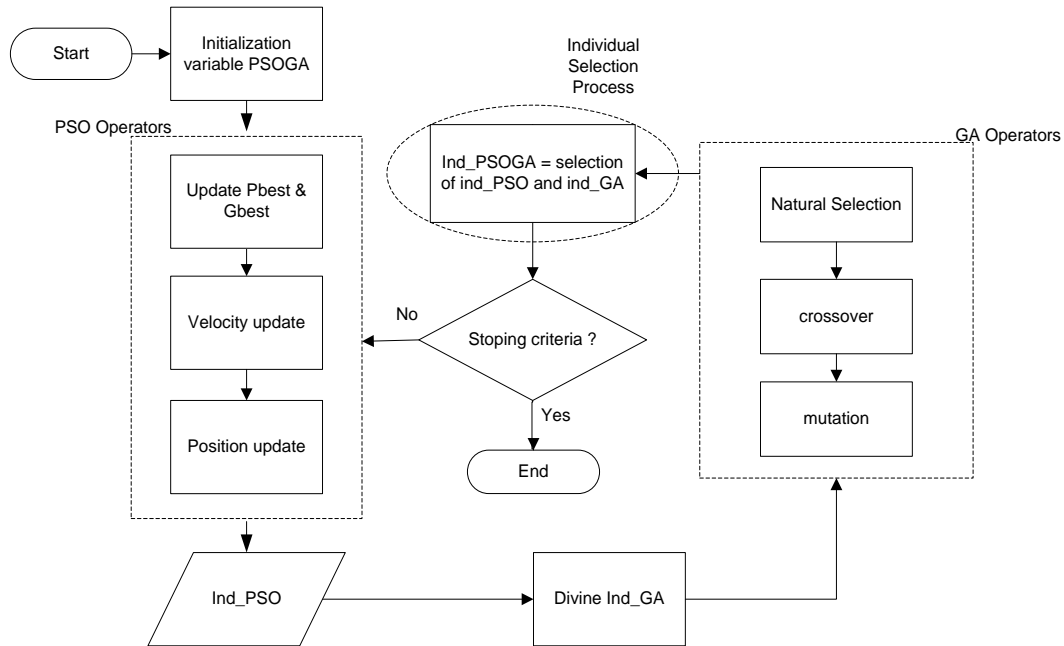 Start
Initialization
variable PSOGA
PSO Operators
Update Pbest &
Gbest
Velocity update
Position update
Ind_PSO
Divine Ind_GA
GA Operators
Natural Selection
crossover
mutation
Individual
Selection
Process
Ind_PSOGA = selection
of ind_PSO and ind_GA
Stoping criteria ?
No
Yes
End